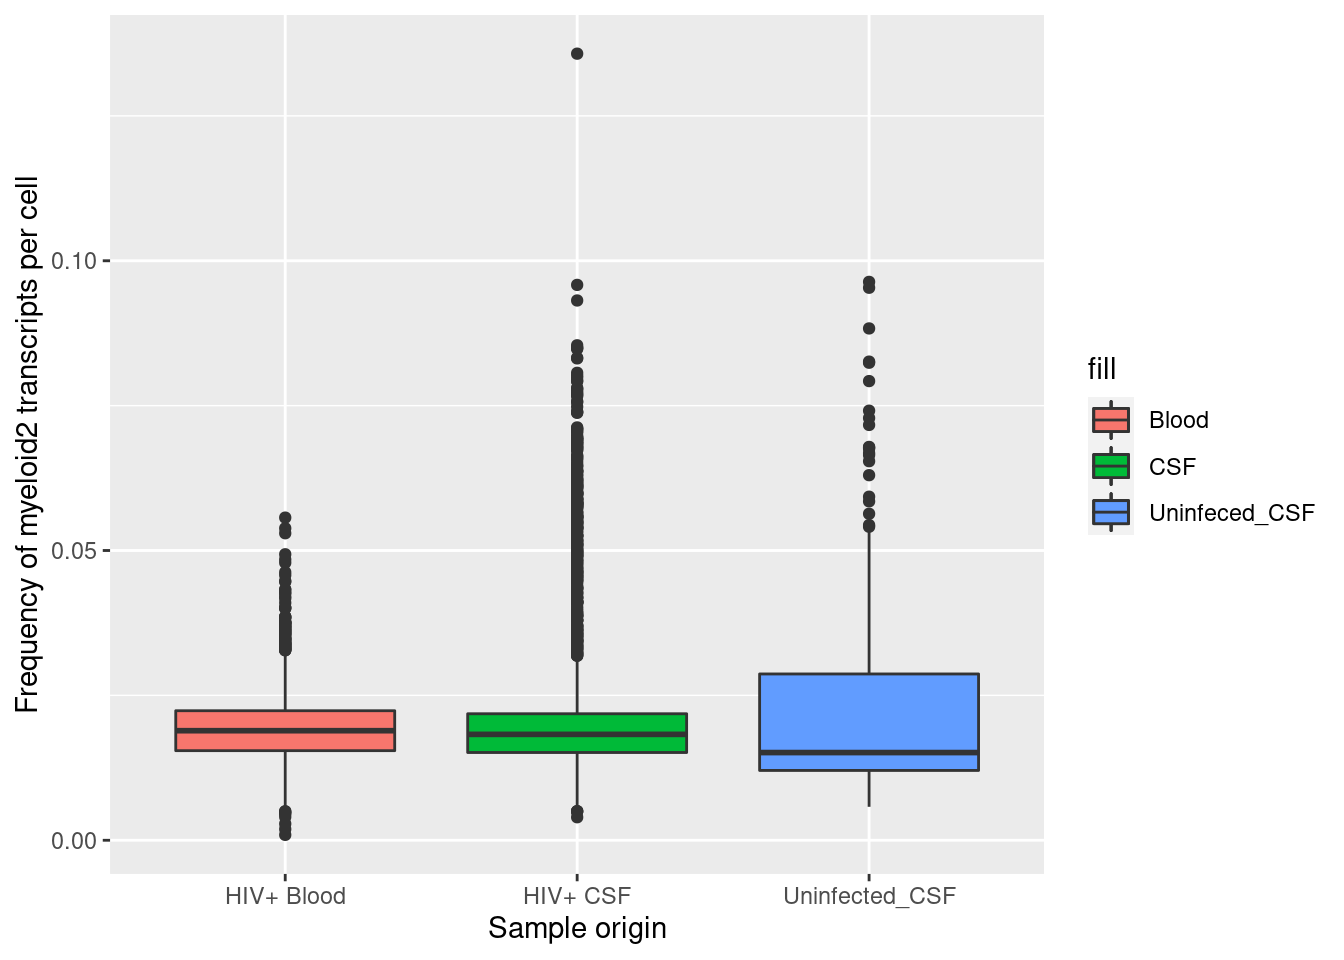 Frequency of myeloid2 transcripts per cell
0.10
0.05
0.00
HIV+ Blood
HIV+ CSF
Uninfected_CSF
Sample origin
fill
Blood
CSF
Uninfeced_CSF